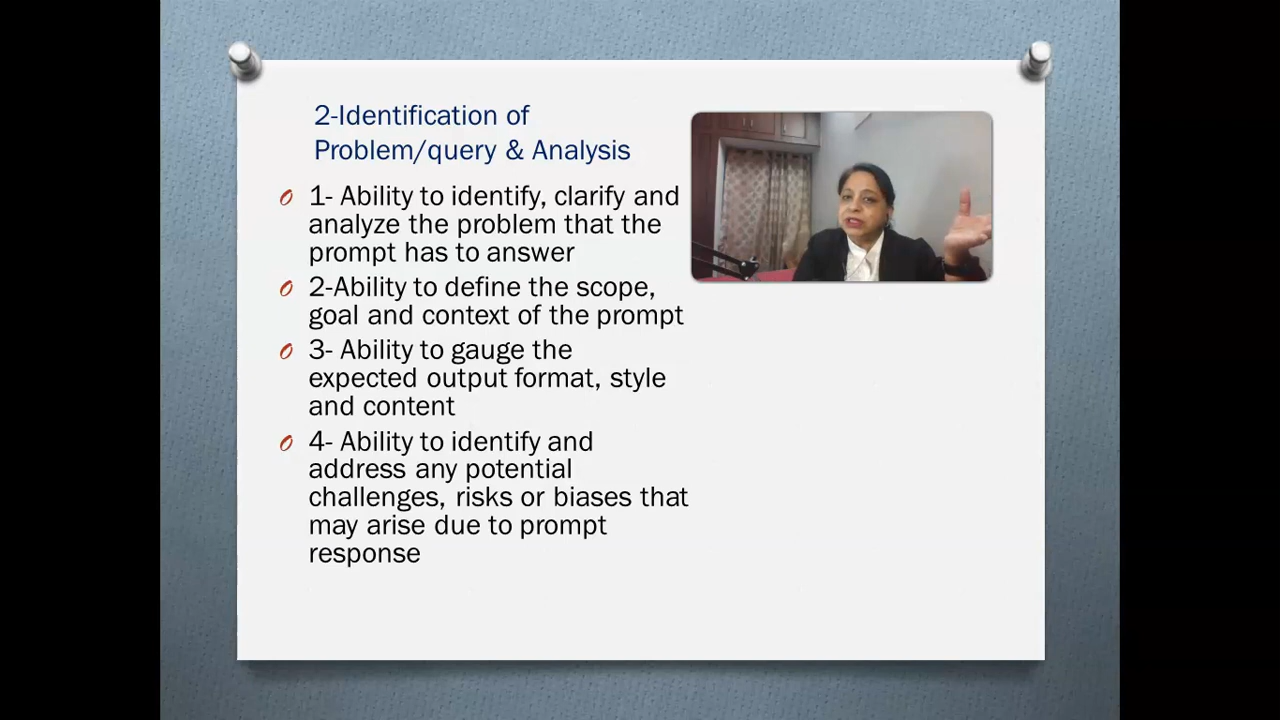 2-Identification of
Problem/query & Analysis
1- Ability to identify, clarify and
analyze the problem that the
prompt has to answer
2-Ability to define the scope,
goal and context of the prompt
3- Ability to gauge the
expected output format, style
and content
4- Ability to identify and
address any potential
challenges, risks or biases that
may arise due to prompt
response